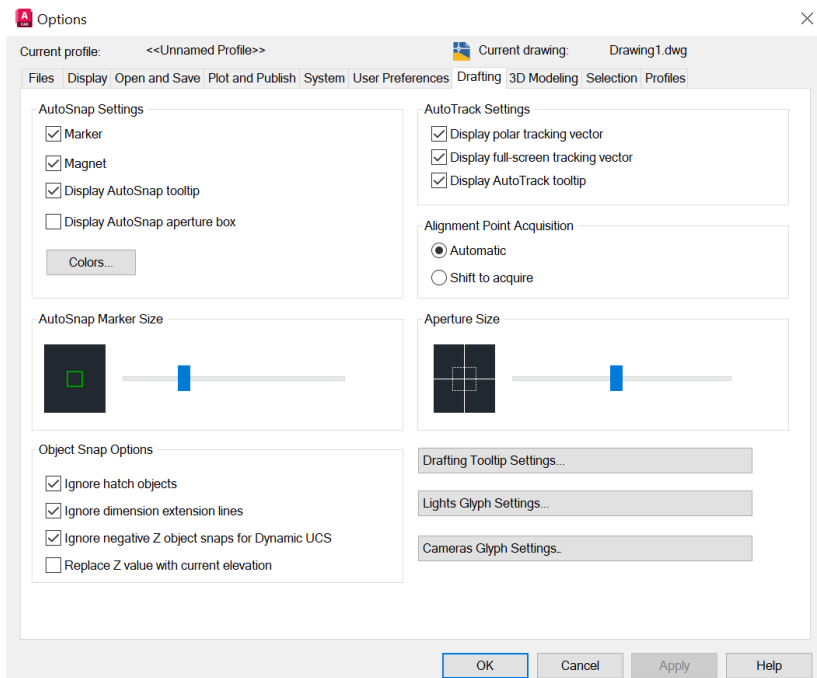 Options
Current profile: <<Unnamed Profile>> Current drawing: Drawing1.dwg
Files Display Open and Save Plot and Publish System User Preferences Drafting 3D Modeling Selection Profiles
AutoSnap Settings
Marker
Magnet
Display AutoSnap tooltip
Display AutoSnap aperture box
Colors...
AutoTrack Settings
Display polar tracking vector
Display full-screen tracking vector
Display AutoTrack tooltip
Alignment Point Acquisition
Automatic
Shift to acquire
AutoSnap Marker Size
Aperture Size
Object Snap Options
Ignore hatch objects
Ignore dimension extension lines
Ignore negative Z object snaps for Dynamic UCS
Replace Z value with current elevation
Drafting Tooltip Settings...
Lights Glyph Settings...
Cameras Glyph Settings..
OK Cancel Apply Help